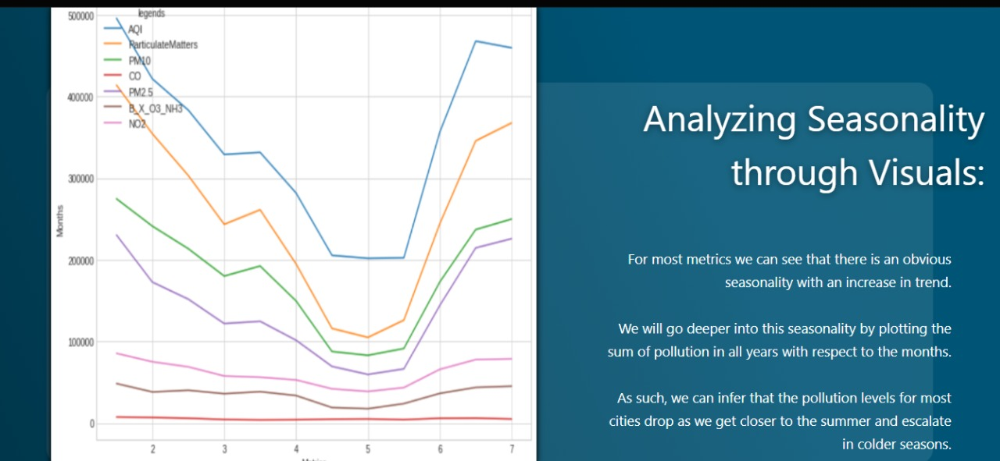 legends
AQI
ParticulateMatters
PM10
CO
PM2.5
B_X_O3_NH3
NO2
500000
400000
300000
200000
100000
0
Months
2 3 4 5 6 7
Analyzing Seasonality
through Visuals:
For most metrics we can see that there is an obvious
seasonality with an increase in trend.
We will go deeper into this seasonality by plotting the
sum of pollution in all years with respect to the months.
As such, we can infer that the pollution levels for most
cities drop as we get closer to the summer and escalate
in colder seasons.